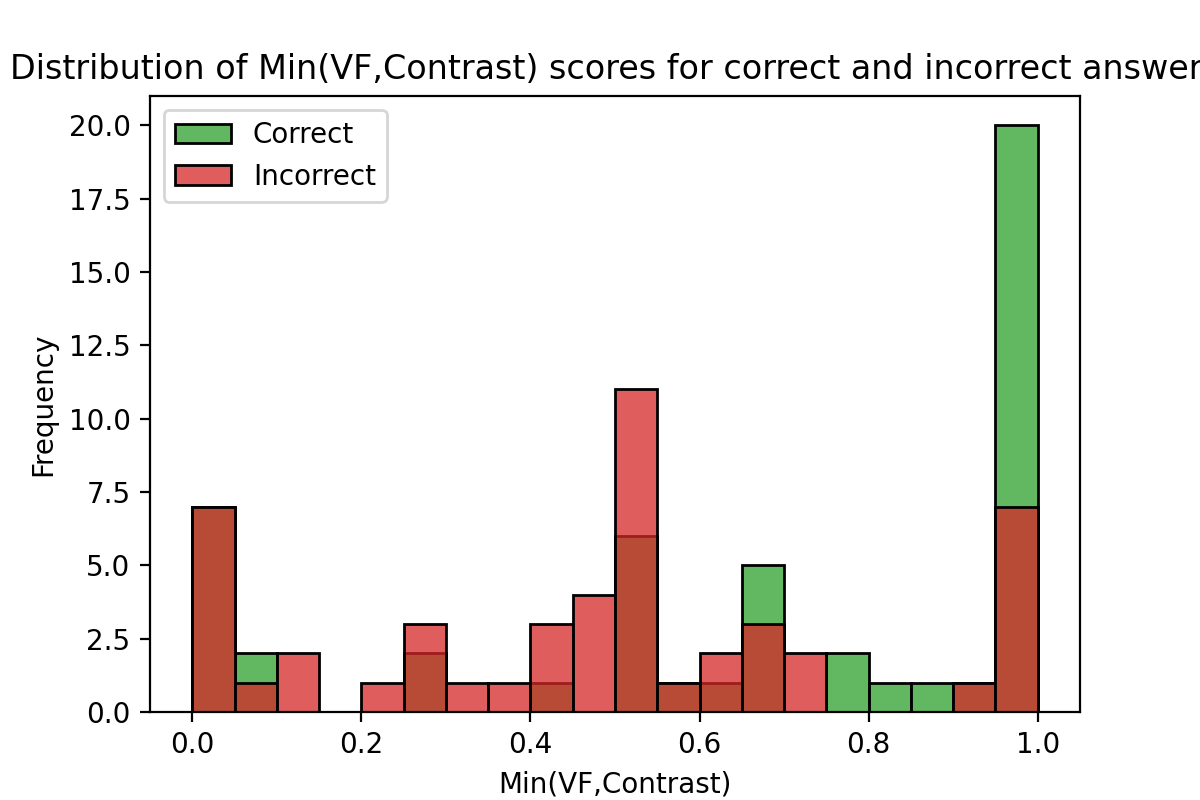 Distribution of Min(VF,Contrast) scores for correct and incorrect answer
Correct
Incorrect
20.0
17.5
15.0
12.5
10.0
7.5
5.0
2.5
0.0
Frequency
0.0 0.2 0.4 0.6 0.8 1.0
Min(VF,Contrast)